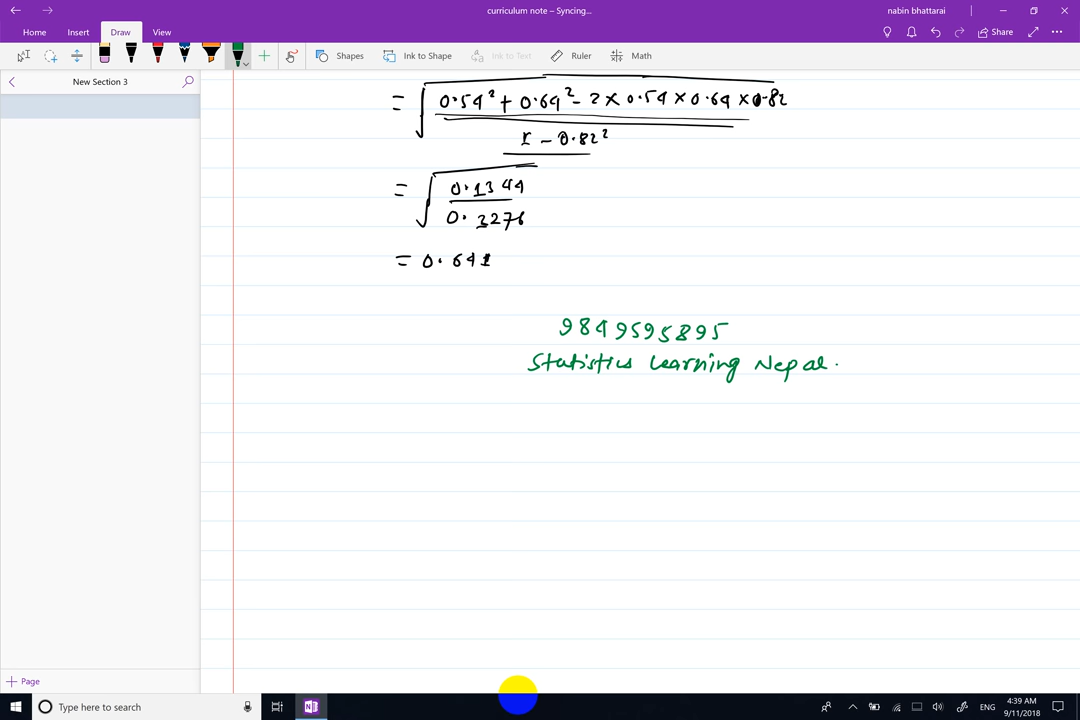 curriculum note – Syncing...
nabin bhattarai
Home Insert Draw View
Share
Shapes Ink to Shape Ink to Text Ruler Math
New Section 3
= √ 0.54² + 0.64² - 2 × 0.54 × 0.64 × 0.82
1 - 0.82²
= √ 0.1344
0.3276
= 0.641
9849595895
Statistics Learning Nepal.
+ Page
Type here to search
ENG
4:39 AM
9/11/2018